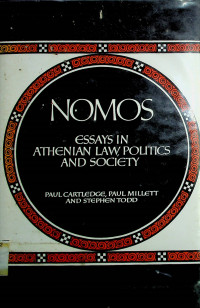 NOMOS
ESSAYS IN
ATHENIAN LAW, POLITICS
AND SOCIETY
PAUL CARTLEDGE, PAUL MILLETT
AND STEPHEN TODD